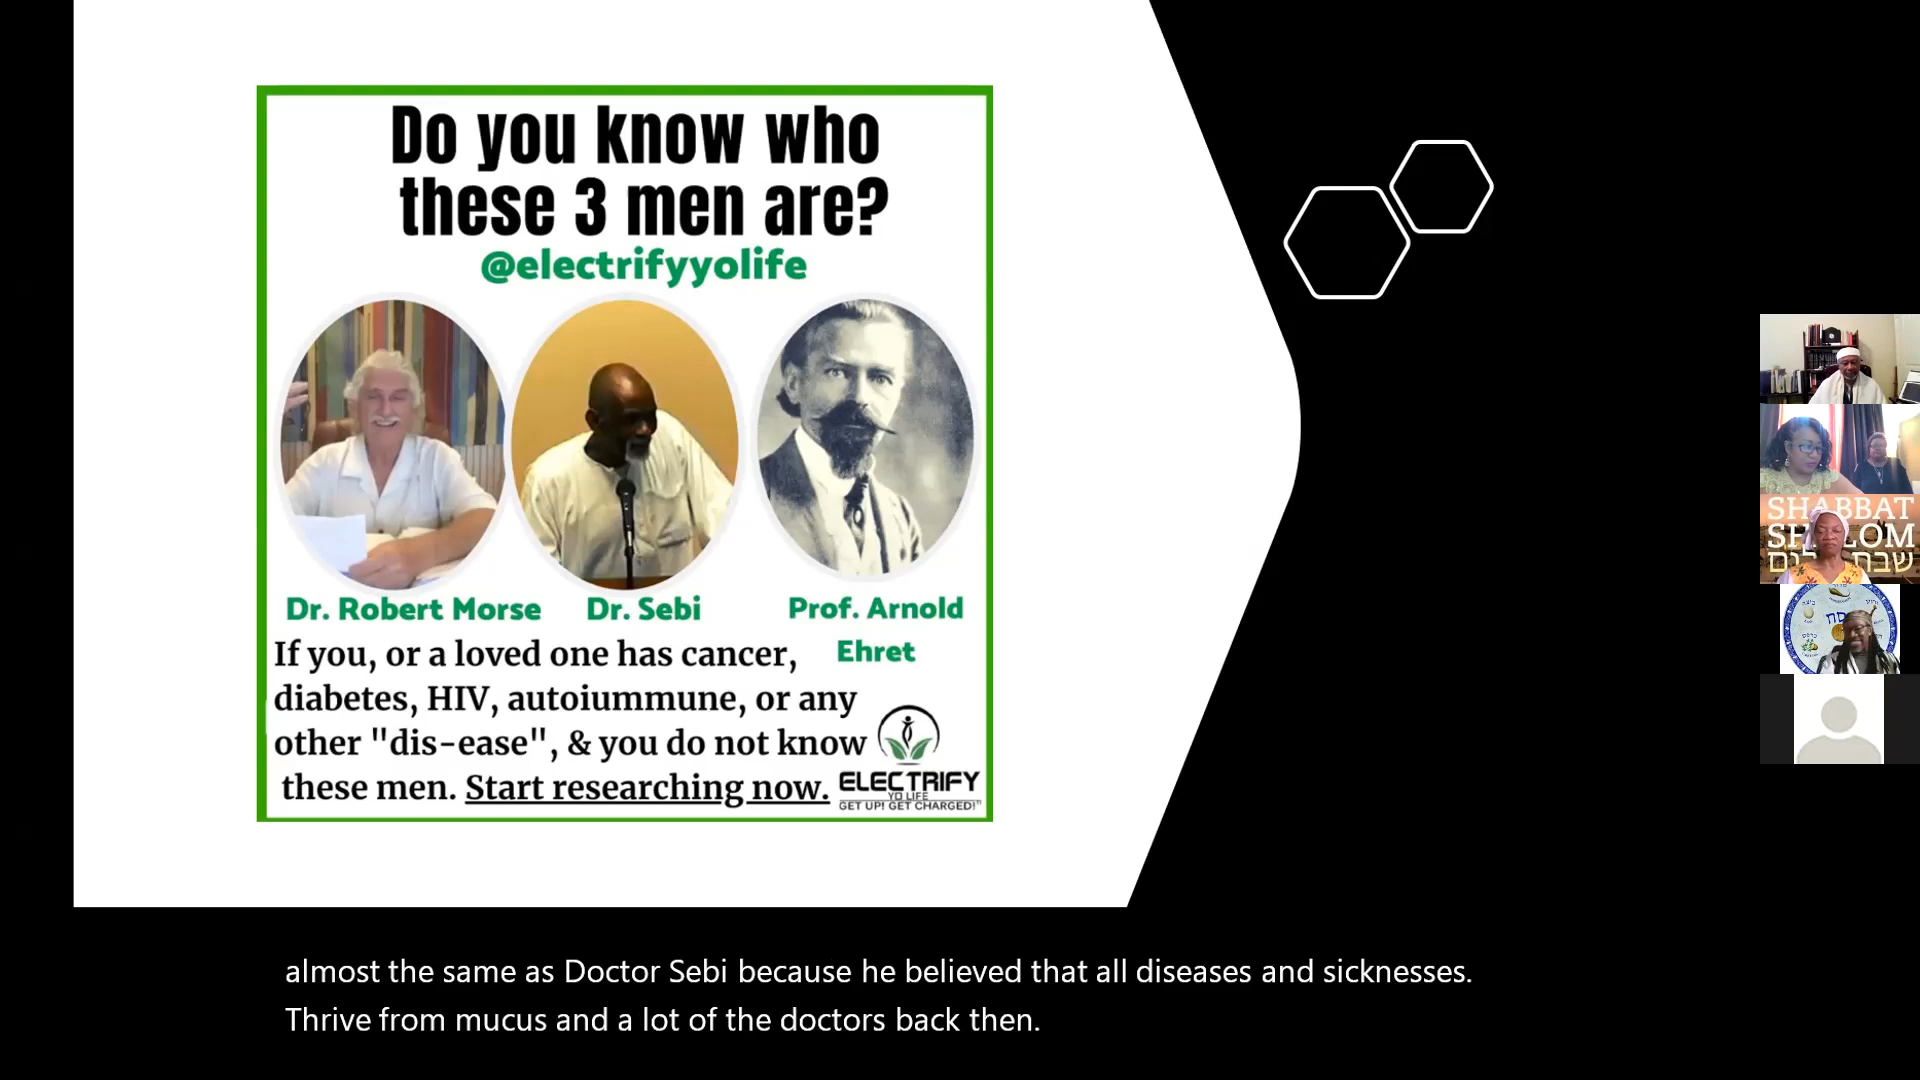 Do you know who
these 3 men are?
@electrifyyolife
Dr. Robert Morse
Dr. Sebi
Prof. Arnold
Ehret
If you, or a loved one has cancer,
diabetes, HIV, autoiummune, or any
other "dis-ease", & you do not know
these men. Start researching now.
ELECTRIFY
YO LIFE
GET UP! GET CHARGED!
SHABBAT
almost the same as Doctor Sebi because he believed that all diseases and sicknesses.
Thrive from mucus and a lot of the doctors back then.